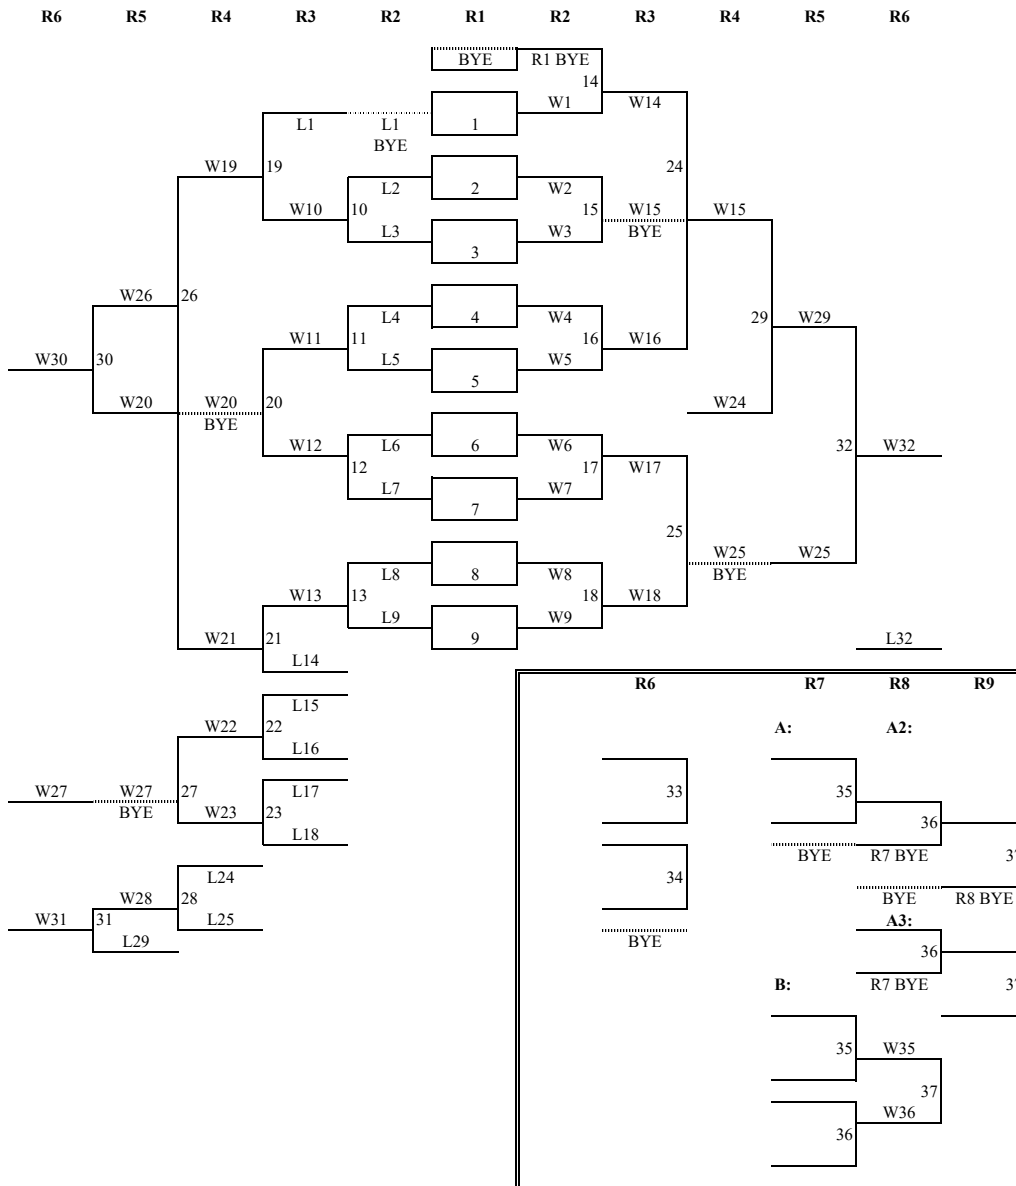 R6 R5 R4 R3 R2 R1 R2 R3 R4 R5 R6
BYE R1 BYE
14
W1 W14
L1 L1 1
BYE
W19 19 24
L2 2 W2
W10 10 15 W15 W15
L3 3 W3 BYE
W26 26
L4 4 W4
W11 11 16 W16 29 W29
W30 30 L5 5 W5
W20 W20 20 W24
BYE
W12 L6 6 W6 32 W32
12 17 W17
L7 7 W7
25
W25 W25
BYE
L8 8 W8
W13 13 18 W18
L9 9 W9
W21 21 L32
L14
R6 R7 R8 R9
L15
W22 22 A: A2:
L16
W27 W27 27 L17 33 35
BYE
W23 23 36
L18 BYE R7 BYE 37
L24 34
W28 28 BYE R8 BYE
W31 31 L25 A3:
L29 BYE 36
B: R7 BYE 37
35 W35
37
W36
36